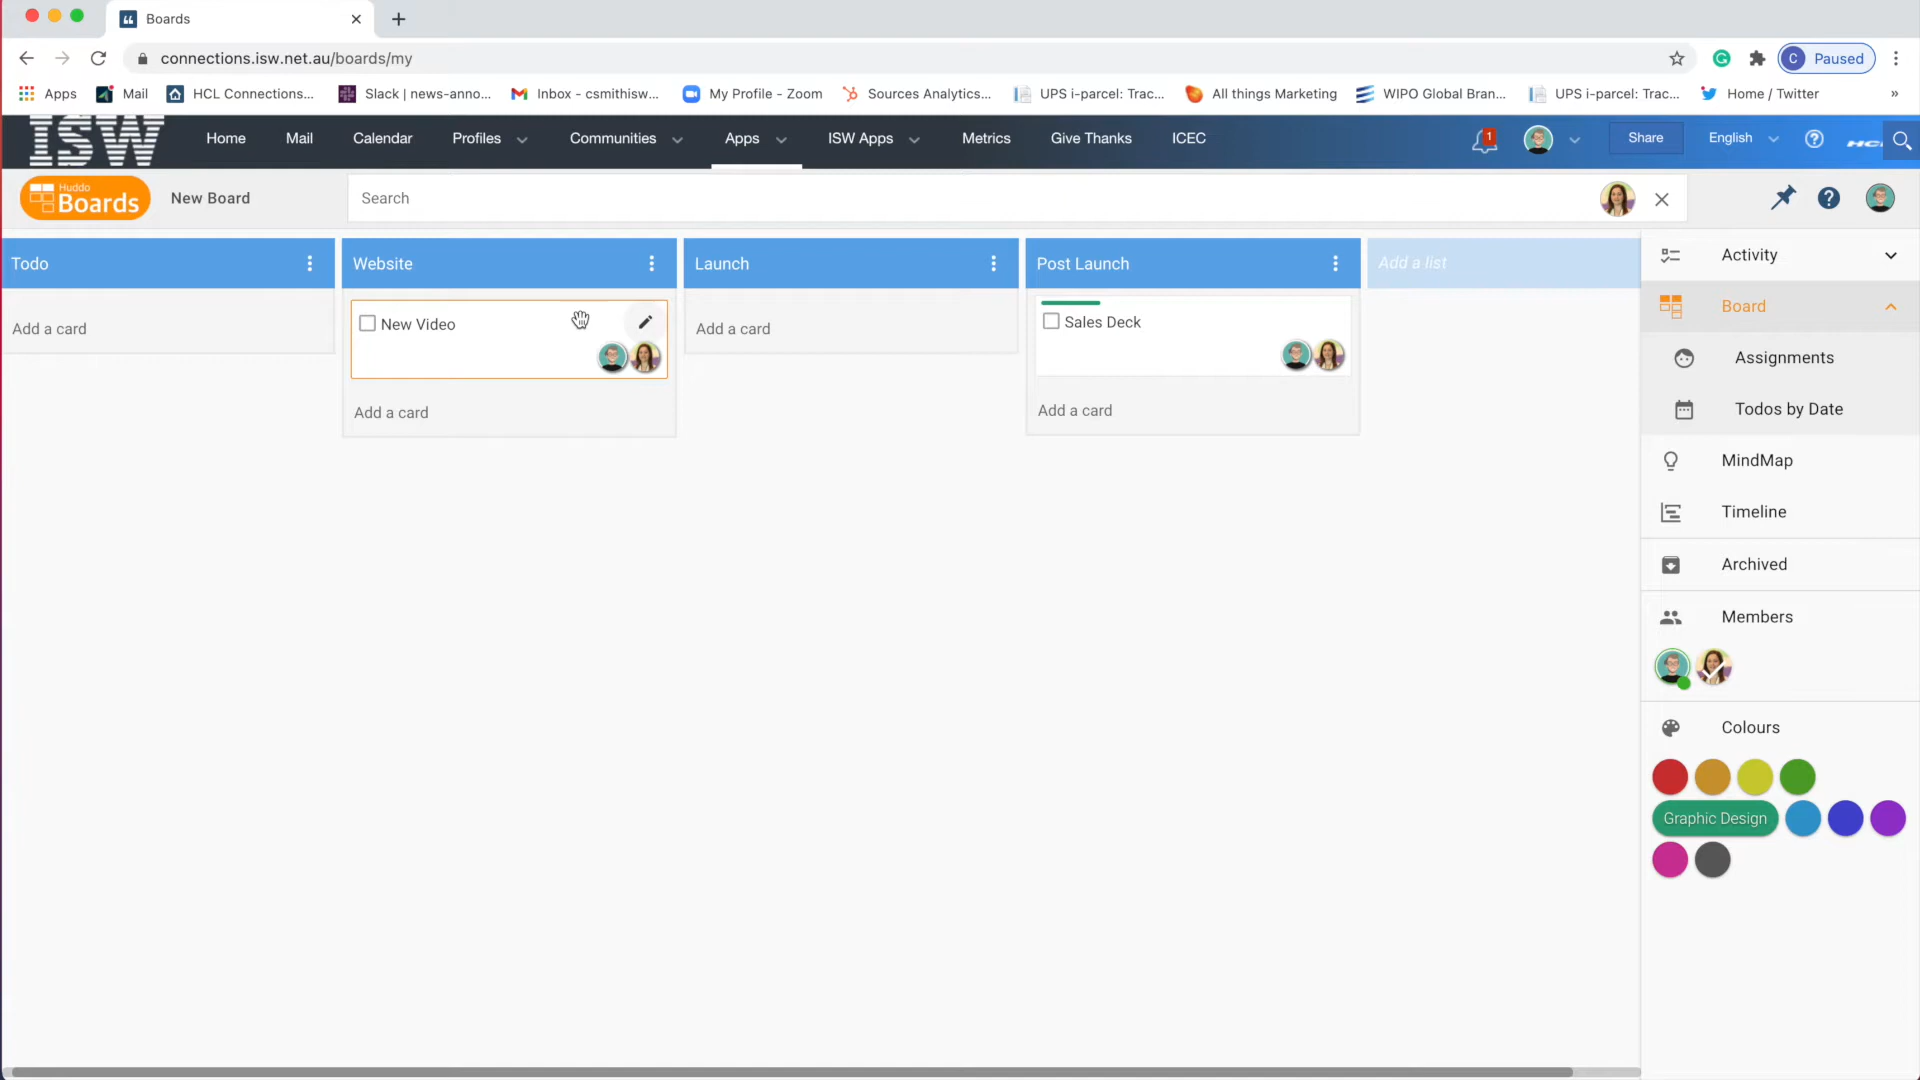 Boards
connections.isw.net.au/boards/my
C Paused
Apps Mail HCL Connections... Slack | news-anno... Inbox - csmithisw... My Profile - Zoom Sources Analytics... UPS i-parcel: Trac... All things Marketing WIPO Global Bran... UPS i-parcel: Trac... Home / Twitter »
ISW Home Mail Calendar Profiles Communities Apps ISW Apps Metrics Give Thanks ICEC 1 Share English HCL
Huddo Boards New Board Search
Todo Website Launch Post Launch Add a list
Add a card
New Video
Add a card
Add a card
Sales Deck
Add a card
Activity
Board
Assignments
Todos by Date
MindMap
Timeline
Archived
Members
Colours
Graphic Design